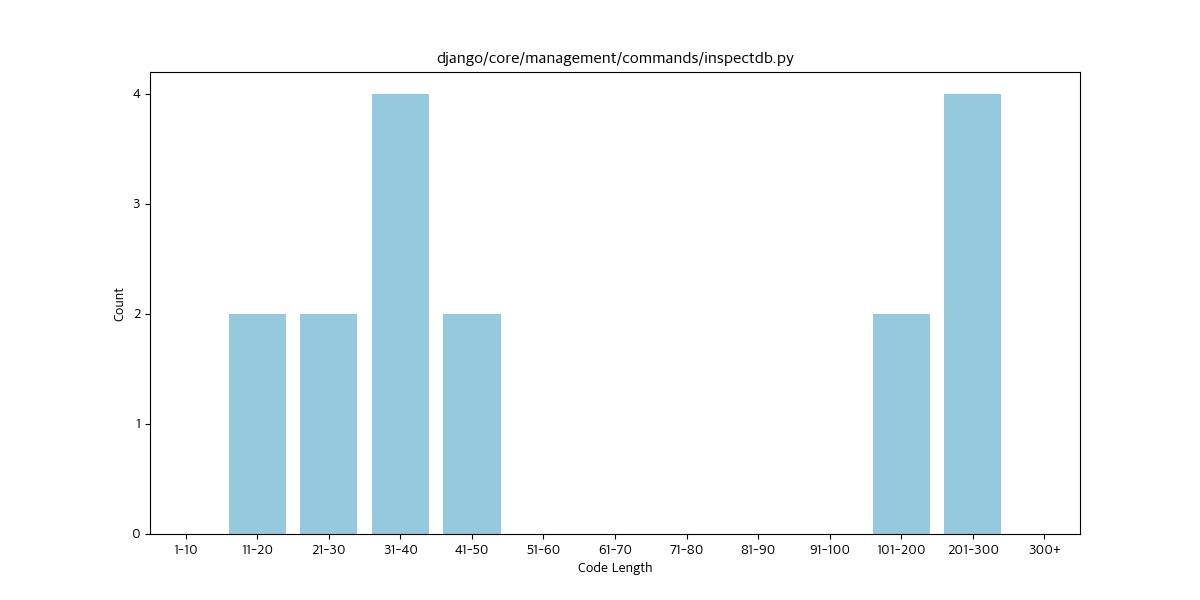 django/core/management/commands/inspectdb.py
Count
4
3
2
1
0
1-10 11-20 21-30 31-40 41-50 51-60 61-70 71-80 81-90 91-100 101-200 201-300 300+
Code Length